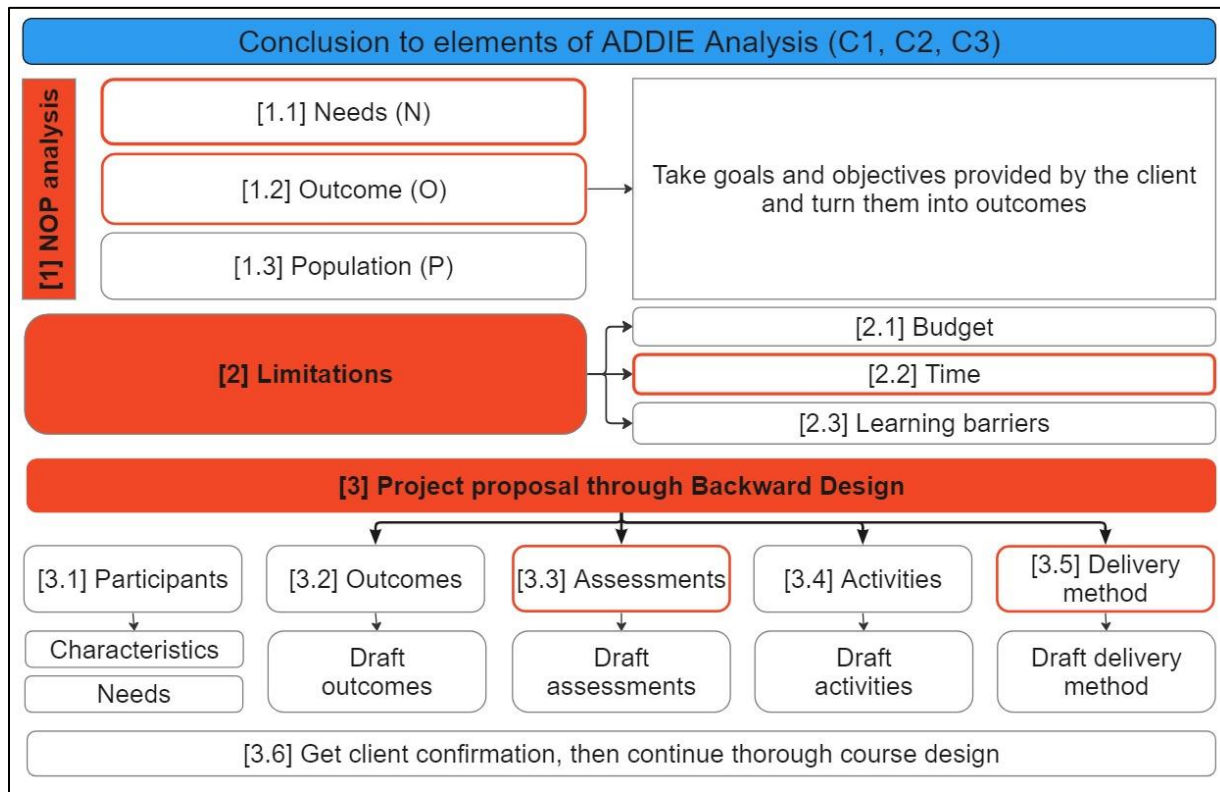 Conclusion to elements of ADDIE Analysis (C1, C2, C3)
[1] NOP analysis
[1.1] Needs (N)
[1.2] Outcome (O)
[1.3] Population (P)
Take goals and objectives provided by the client
and turn them into outcomes
[2] Limitations
[2.1] Budget
[2.2] Time
[2.3] Learning barriers
[3] Project proposal through Backward Design
[3.1] Participants
[3.2] Outcomes
[3.3] Assessments
[3.4] Activities
[3.5] Delivery
method
Characteristics
Needs
Draft
outcomes
Draft
assessments
Draft
activities
Draft delivery
method
[3.6] Get client confirmation, then continue thorough course design